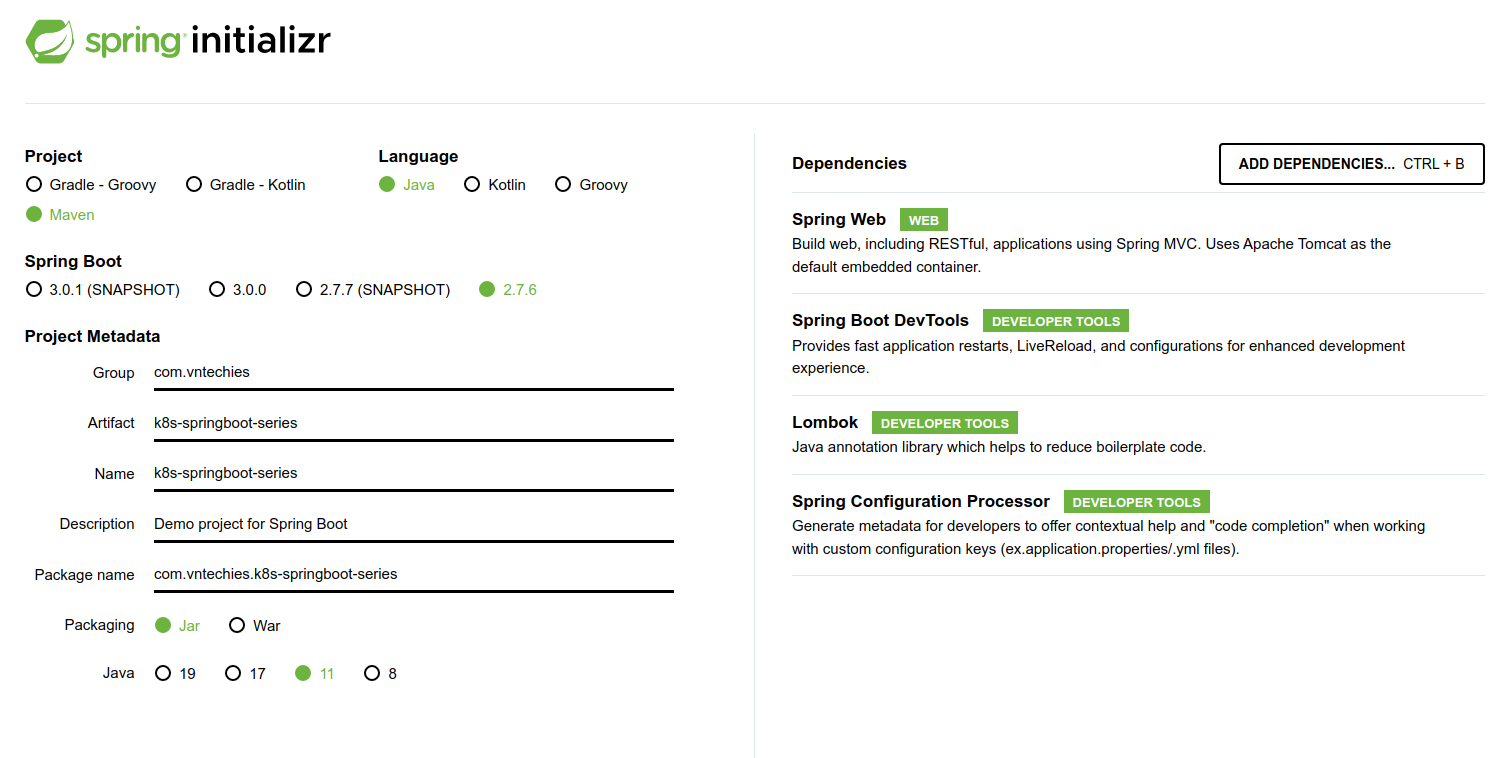 spring initializr
Project
Gradle - Groovy Gradle - Kotlin
Maven
Language
Java Kotlin Groovy
Spring Boot
3.0.1 (SNAPSHOT) 3.0.0 2.7.7 (SNAPSHOT) 2.7.6
Project Metadata
Group com.vntechies
Artifact k8s-springboot-series
Name k8s-springboot-series
Description Demo project for Spring Boot
Package name com.vntechies.k8s-springboot-series
Packaging Jar War
Java 19 17 11 8
Dependencies ADD DEPENDENCIES... CTRL + B
Spring Web WEB
Build web, including RESTful, applications using Spring MVC. Uses Apache Tomcat as the
default embedded container.
Spring Boot DevTools DEVELOPER TOOLS
Provides fast application restarts, LiveReload, and configurations for enhanced development
experience.
Lombok DEVELOPER TOOLS
Java annotation library which helps to reduce boilerplate code.
Spring Configuration Processor DEVELOPER TOOLS
Generate metadata for developers to offer contextual help and "code completion" when working
with custom configuration keys (ex.application.properties/.yml files).